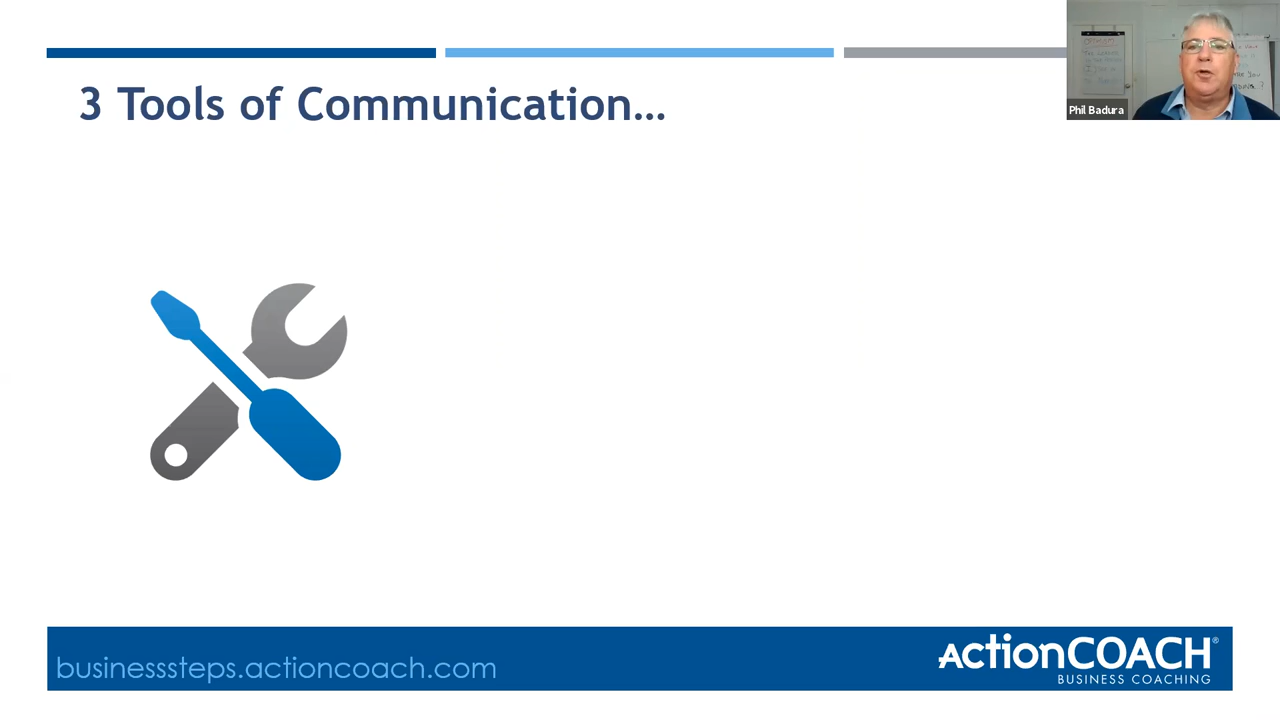 3 Tools of Communication...
Phil Badura
businesssteps.actioncoach.com
ActionCOACH®
BUSINESS COACHING